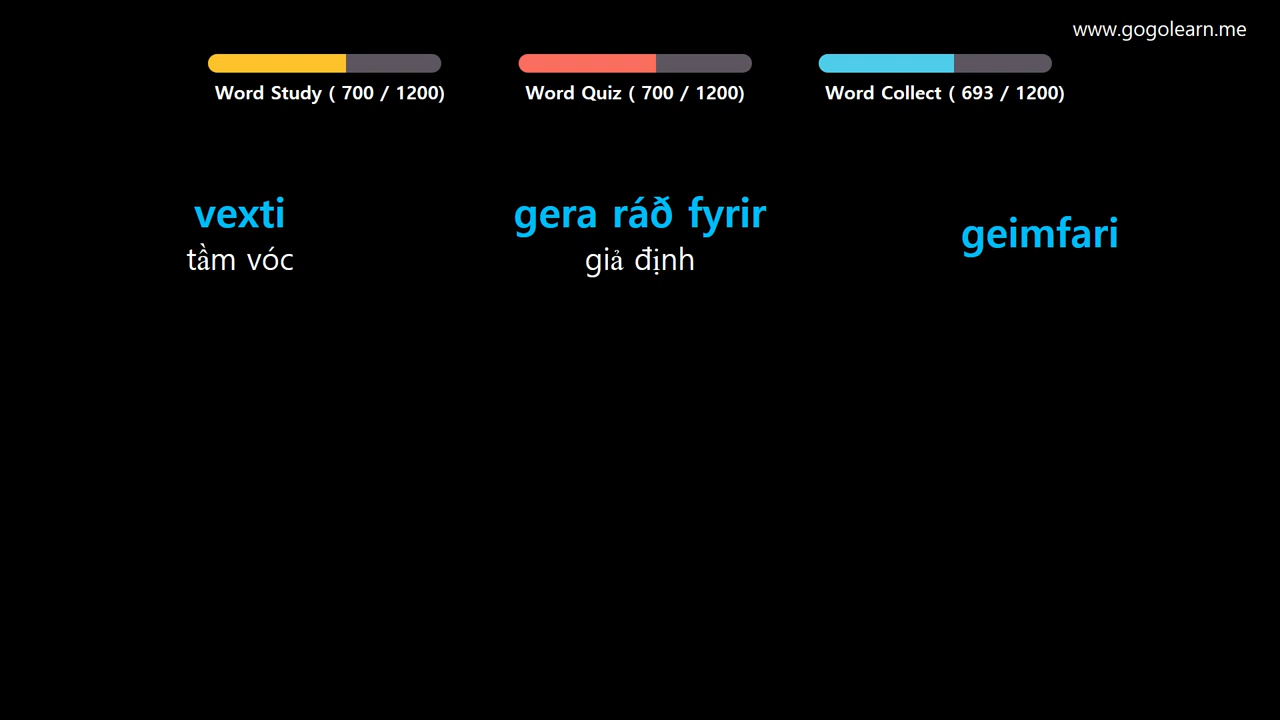 www.gogolearn.me
Word Study ( 700 / 1200)
Word Quiz ( 700 / 1200)
Word Collect ( 693 / 1200)
vexti
tầm vóc
gera ráð fyrir
giả định
geimfari